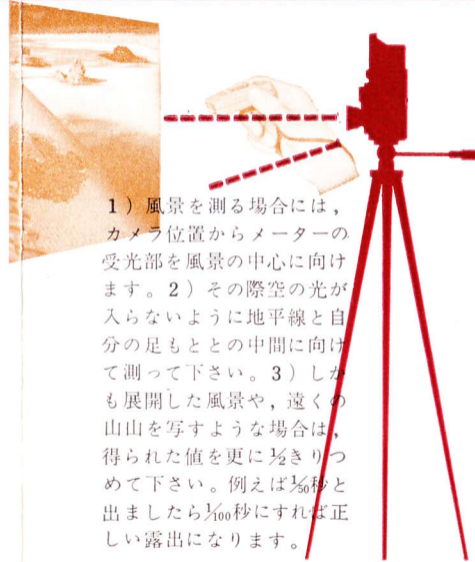 1）風景を測る場合には，
カメラ位置からメーターの
受光部を風景の中心に向け
ます。2）その際空の光が
入らないように地平線と自
分の足もととの中間に向け
て測って下さい。3）しか
も展開した風景や，遠くの
山山を写すような場合は，
得られた値を更に½きりつ
めて下さい。例えば1/50秒と
出ましたら1/100秒にすれば正
しい露出になります。